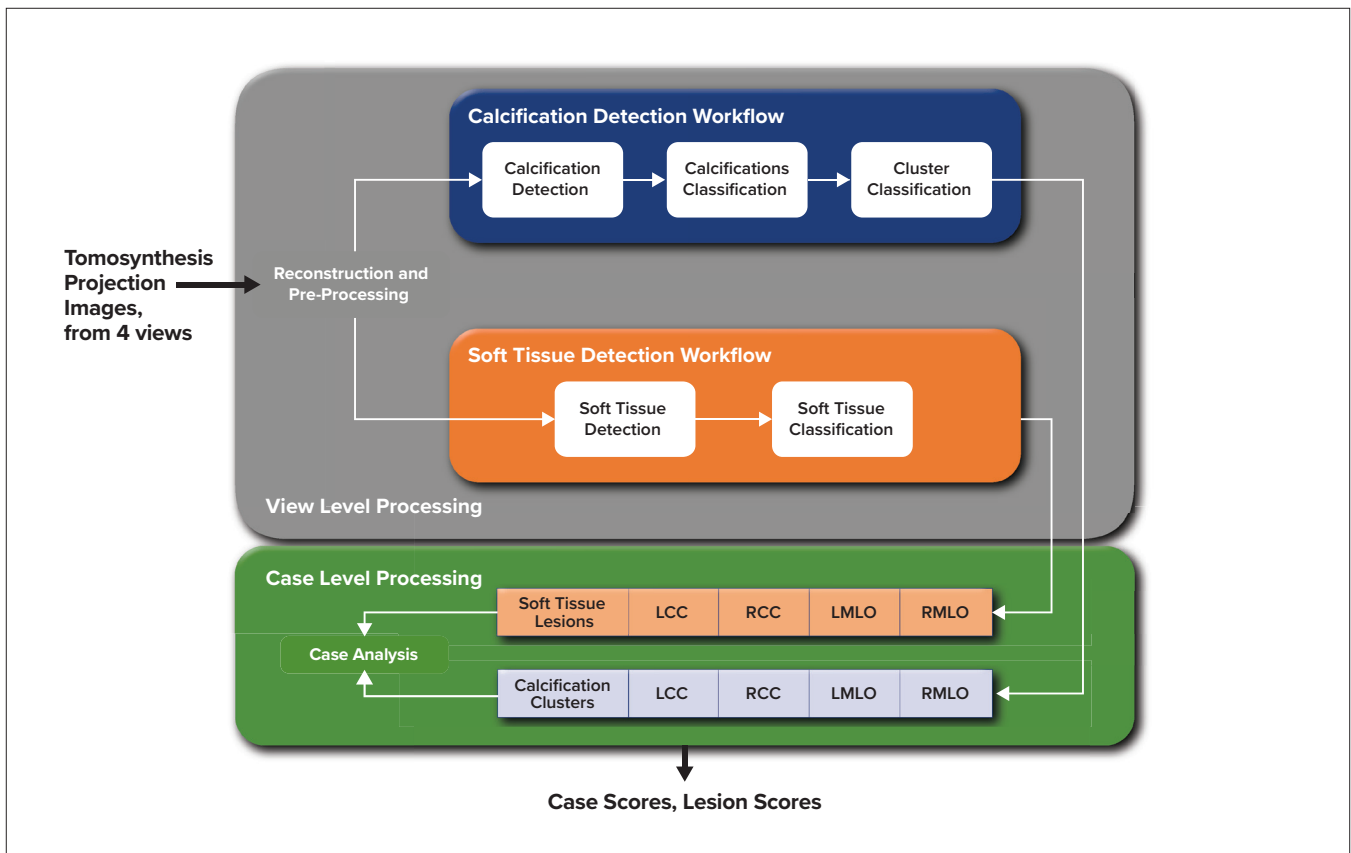 Calcification Detection Workflow
Calcification
Detection
Calcifications
Classification
Cluster
Classification
Tomosynthesis
Projection
Images,
from 4 views
Reconstruction and
Pre-Processing
Soft Tissue Detection Workflow
Soft Tissue
Detection
Soft Tissue
Classification
View Level Processing
Case Level Processing
Soft Tissue
Lesions
LCC
RCC
LMLO
RMLO
Case Analysis
Calcification
Clusters
LCC
RCC
LMLO
RMLO
Case Scores, Lesion Scores